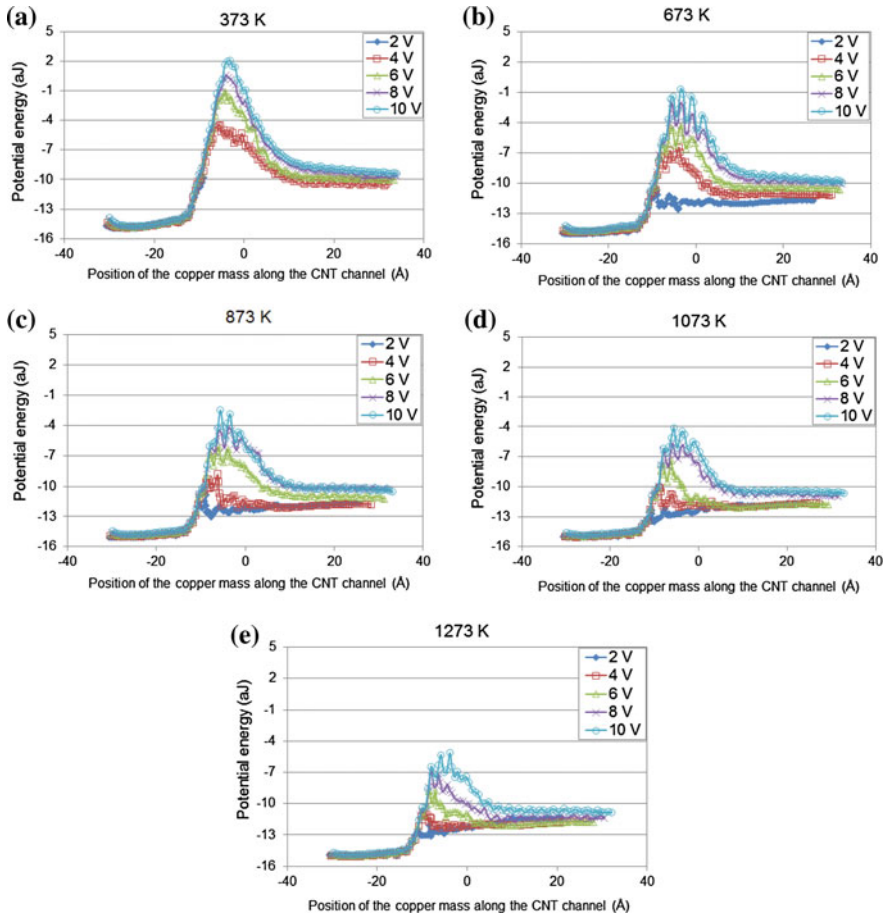 (a)
373 K
Potential energy (aJ)
5
2
-1
-4
-7
-10
-13
-16
-40
-20
0
20
40
2 V
4 V
6 V
8 V
10 V
Position of the copper mass along the CNT channel (Å)
(b)
673 K
Potential energy (aJ)
5
2
-1
-4
-7
-10
-13
-16
-40
-20
0
20
40
2 V
4 V
6 V
8 V
10 V
Position of the copper mass along the CNT channel (Å)
(c)
873 K
Potential energy (aJ)
5
2
-1
-4
-7
-10
-13
-16
-40
-20
0
20
40
2 V
4 V
6 V
8 V
10 V
Position of the copper mass along the CNT channel (Å)
(d)
1073 K
Potential energy (aJ)
5
2
-1
-4
-7
-10
-13
-16
-40
-20
0
20
40
2 V
4 V
6 V
8 V
10 V
Position of the copper mass along the CNT channel (Å)
(e)
1273 K
Potential energy (aJ)
5
2
-1
-4
-7
-10
-13
-16
-40
-20
0
20
40
2 V
4 V
6 V
8 V
10 V
Position of the copper mass along the CNT channel (Å)